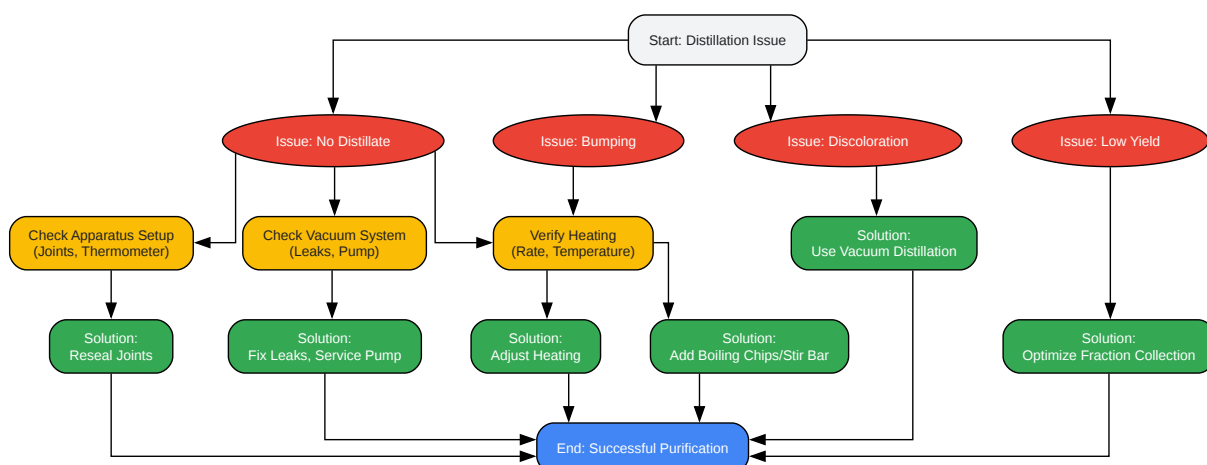 Start: Distillation Issue
Issue: No Distillate
Issue: Bumping
Issue: Discoloration
Issue: Low Yield
Check Apparatus Setup
(Joints, Thermometer)
Check Vacuum System
(Leaks, Pump)
Verify Heating
(Rate, Temperature)
Solution:
Use Vacuum Distillation
Solution:
Reseal Joints
Solution:
Fix Leaks, Service Pump
Solution:
Adjust Heating
Solution:
Add Boiling Chips/Stir Bar
Solution:
Optimize Fraction Collection
End: Successful Purification